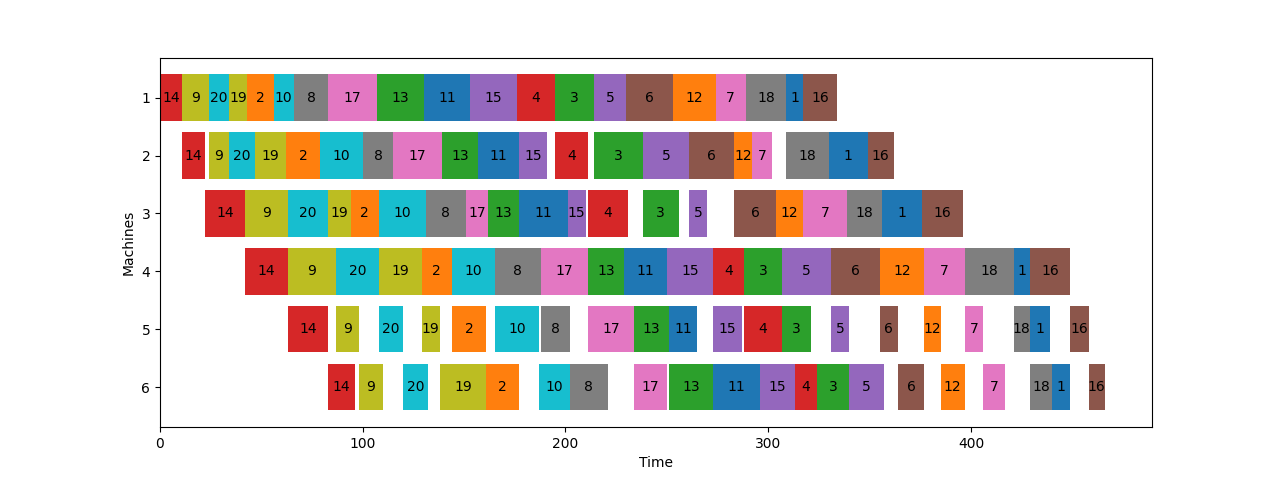 1 14 9 20 19 2 10 8 17 13 11 15 4 3 5 6 12 7 18 1 16
2 14 9 20 19 2 10 8 17 13 11 15 4 3 5 6 12 7 18 1 16
3 14 9 20 19 2 10 8 17 13 11 15 4 3 5 6 12 7 18 1 16
4 14 9 20 19 2 10 8 17 13 11 15 4 3 5 6 12 7 18 1 16
5 14 9 20 19 2 10 8 17 13 11 15 4 3 5 6 12 7 18 1 16
6 14 9 20 19 2 10 8 17 13 11 15 4 3 5 6 12 7 18 1 16
Machines
0 100 200 300 400
Time